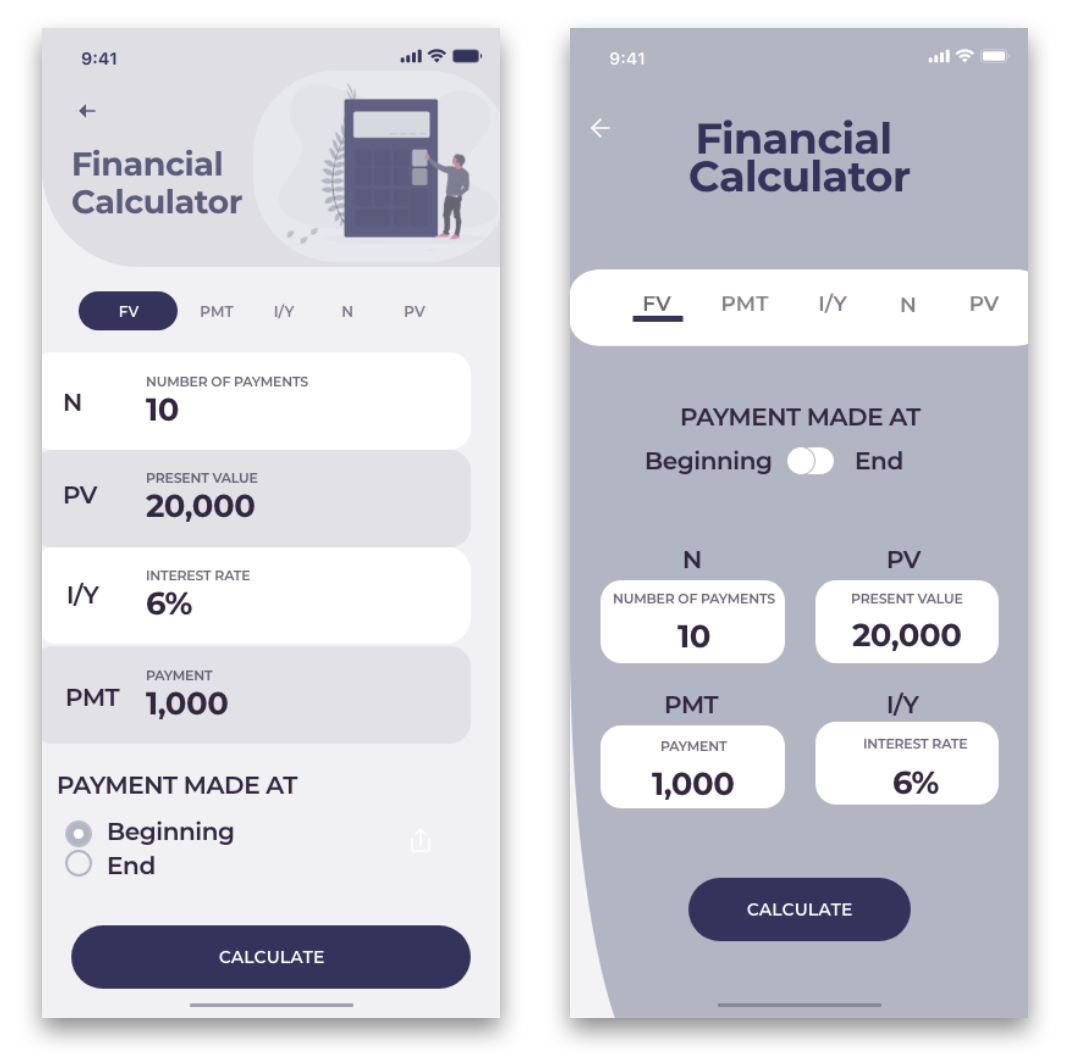 9:41
Financial
Calculator
FV PMT I/Y N PV
N
NUMBER OF PAYMENTS
10
PV
PRESENT VALUE
20,000
I/Y
INTEREST RATE
6%
PMT
PAYMENT
1,000
PAYMENT MADE AT
Beginning
End
CALCULATE
9:41
Financial
Calculator
FV PMT I/Y N PV
PAYMENT MADE AT
Beginning End
N PV
NUMBER OF PAYMENTS PRESENT VALUE
10 20,000
PMT I/Y
PAYMENT INTEREST RATE
1,000 6%
CALCULATE